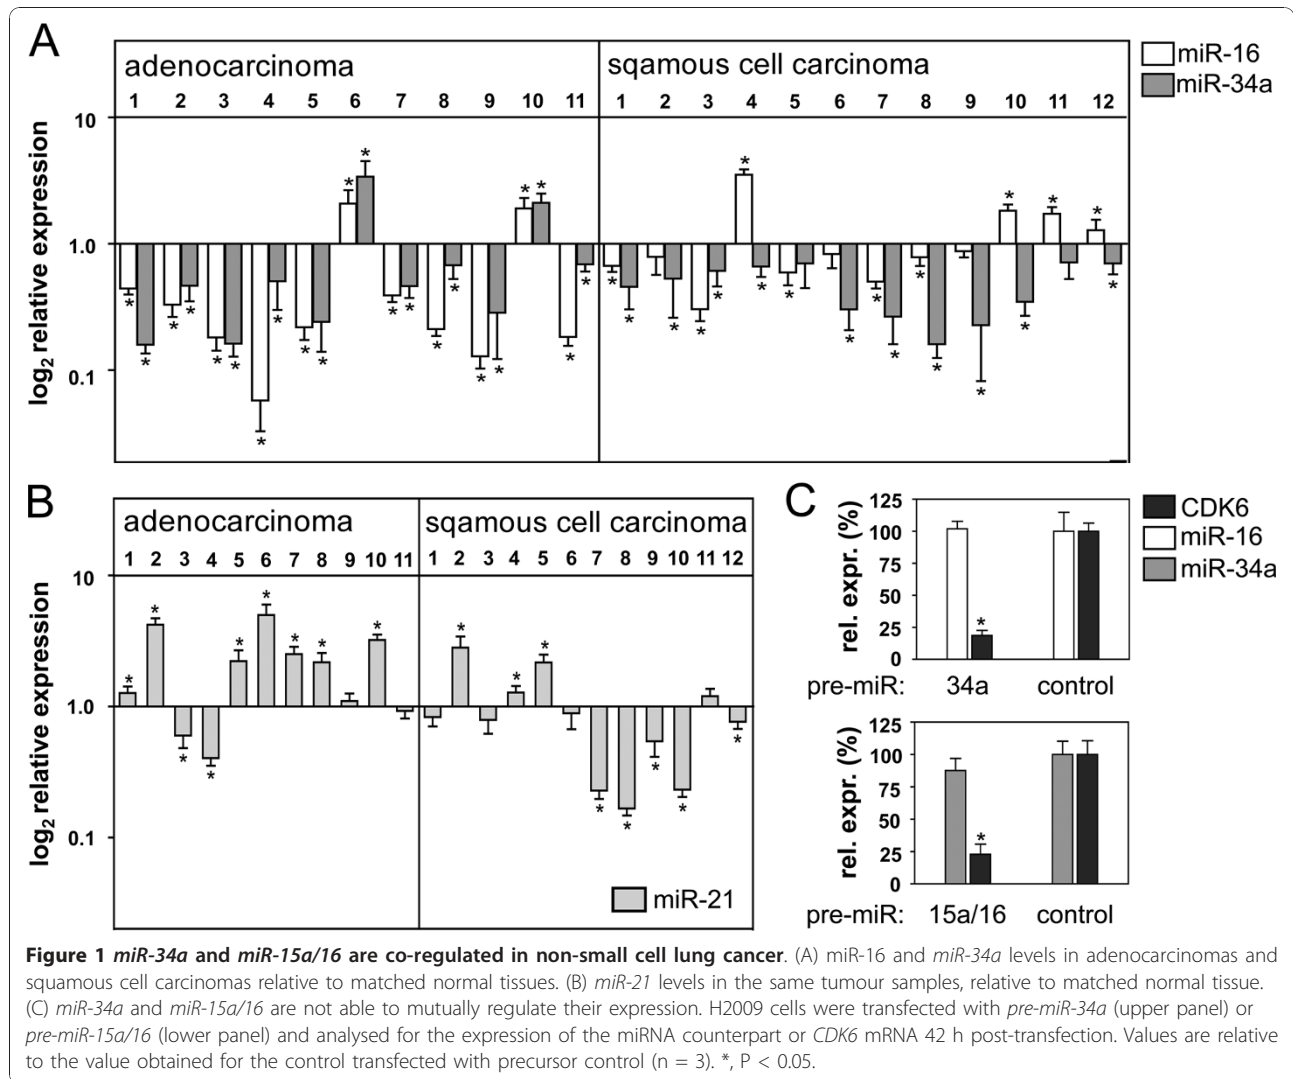 A
adenocarcinoma
sqamous cell carcinoma
miR-16
miR-34a
1 2 3 4 5 6 7 8 9 10 11
1 2 3 4 5 6 7 8 9 10 11 12
log2 relative expression
10
1.0
0.1
* * * * * * * * * * * * * * * * * * * * * *
* * * * * * * * * * * * * * * * * * *
B
adenocarcinoma
sqamous cell carcinoma
1 2 3 4 5 6 7 8 9 10 11
1 2 3 4 5 6 7 8 9 10 11 12
log2 relative expression
10
1.0
0.1
* * * * * * * * *
* * * * * * * *
miR-21
C
CDK6
miR-16
miR-34a
rel. expr. (%)
125
100
75
50
25
0
*
pre-miR: 34a control
rel. expr. (%)
125
100
75
50
25
0
*
pre-miR: 15a/16 control
Figure 1 miR-34a and miR-15a/16 are co-regulated in non-small cell lung cancer. (A) miR-16 and miR-34a levels in adenocarcinomas and
squamous cell carcinomas relative to matched normal tissues. (B) miR-21 levels in the same tumour samples, relative to matched normal tissue.
(C) miR-34a and miR-15a/16 are not able to mutually regulate their expression. H2009 cells were transfected with pre-miR-34a (upper panel) or
pre-miR-15a/16 (lower panel) and analysed for the expression of the miRNA counterpart or CDK6 mRNA 42 h post-transfection. Values are relative
to the value obtained for the control transfected with precursor control (n = 3). *, P < 0.05.